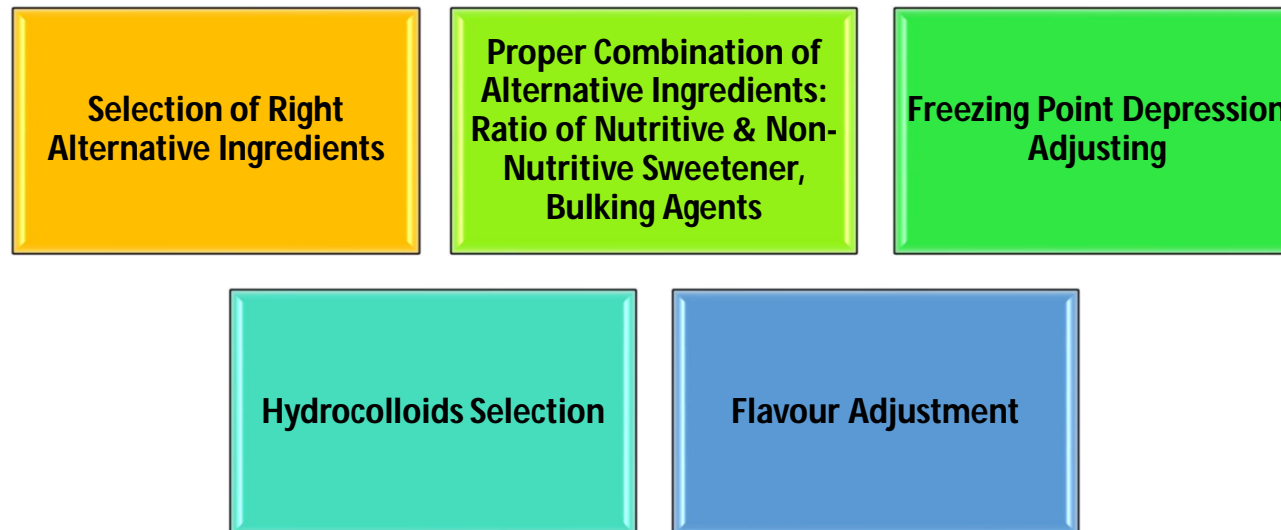 Selection of Right
Alternative Ingredients
Proper Combination of
Alternative Ingredients:
Ratio of Nutritive & Non-
Nutritive Sweetener,
Bulking Agents
Freezing Point Depression
Adjusting
Hydrocolloids Selection
Flavour Adjustment